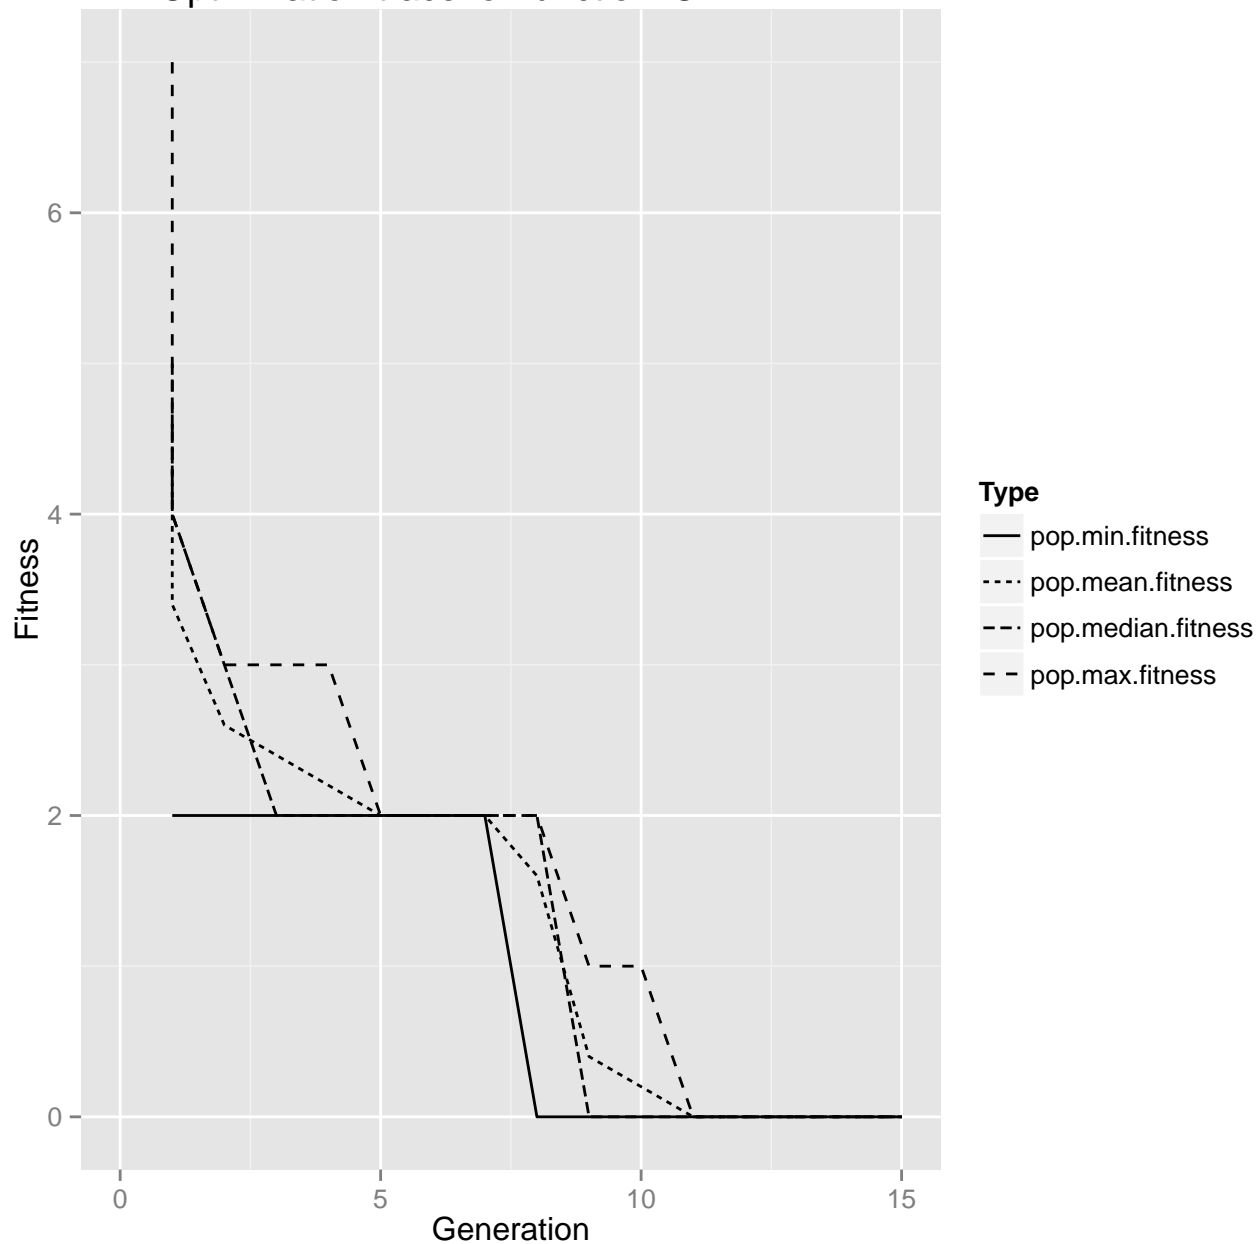 6
4
2
0
0 5 10 15
Generation
Fitness
Type
pop.min.fitness
pop.mean.fitness
pop.median.fitness
pop.max.fitness